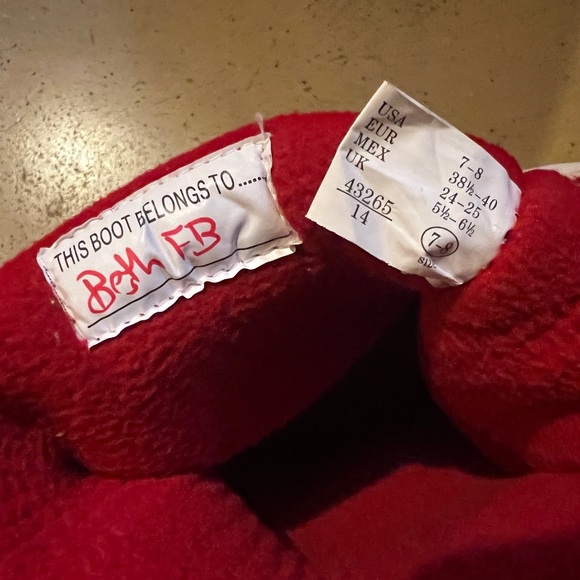 THIS BOOT BELONGS TO ......
Beth FB
USA 7-8
EUR 38½-40
MEX 24-25
UK 5½-6½
43265
14
7-8